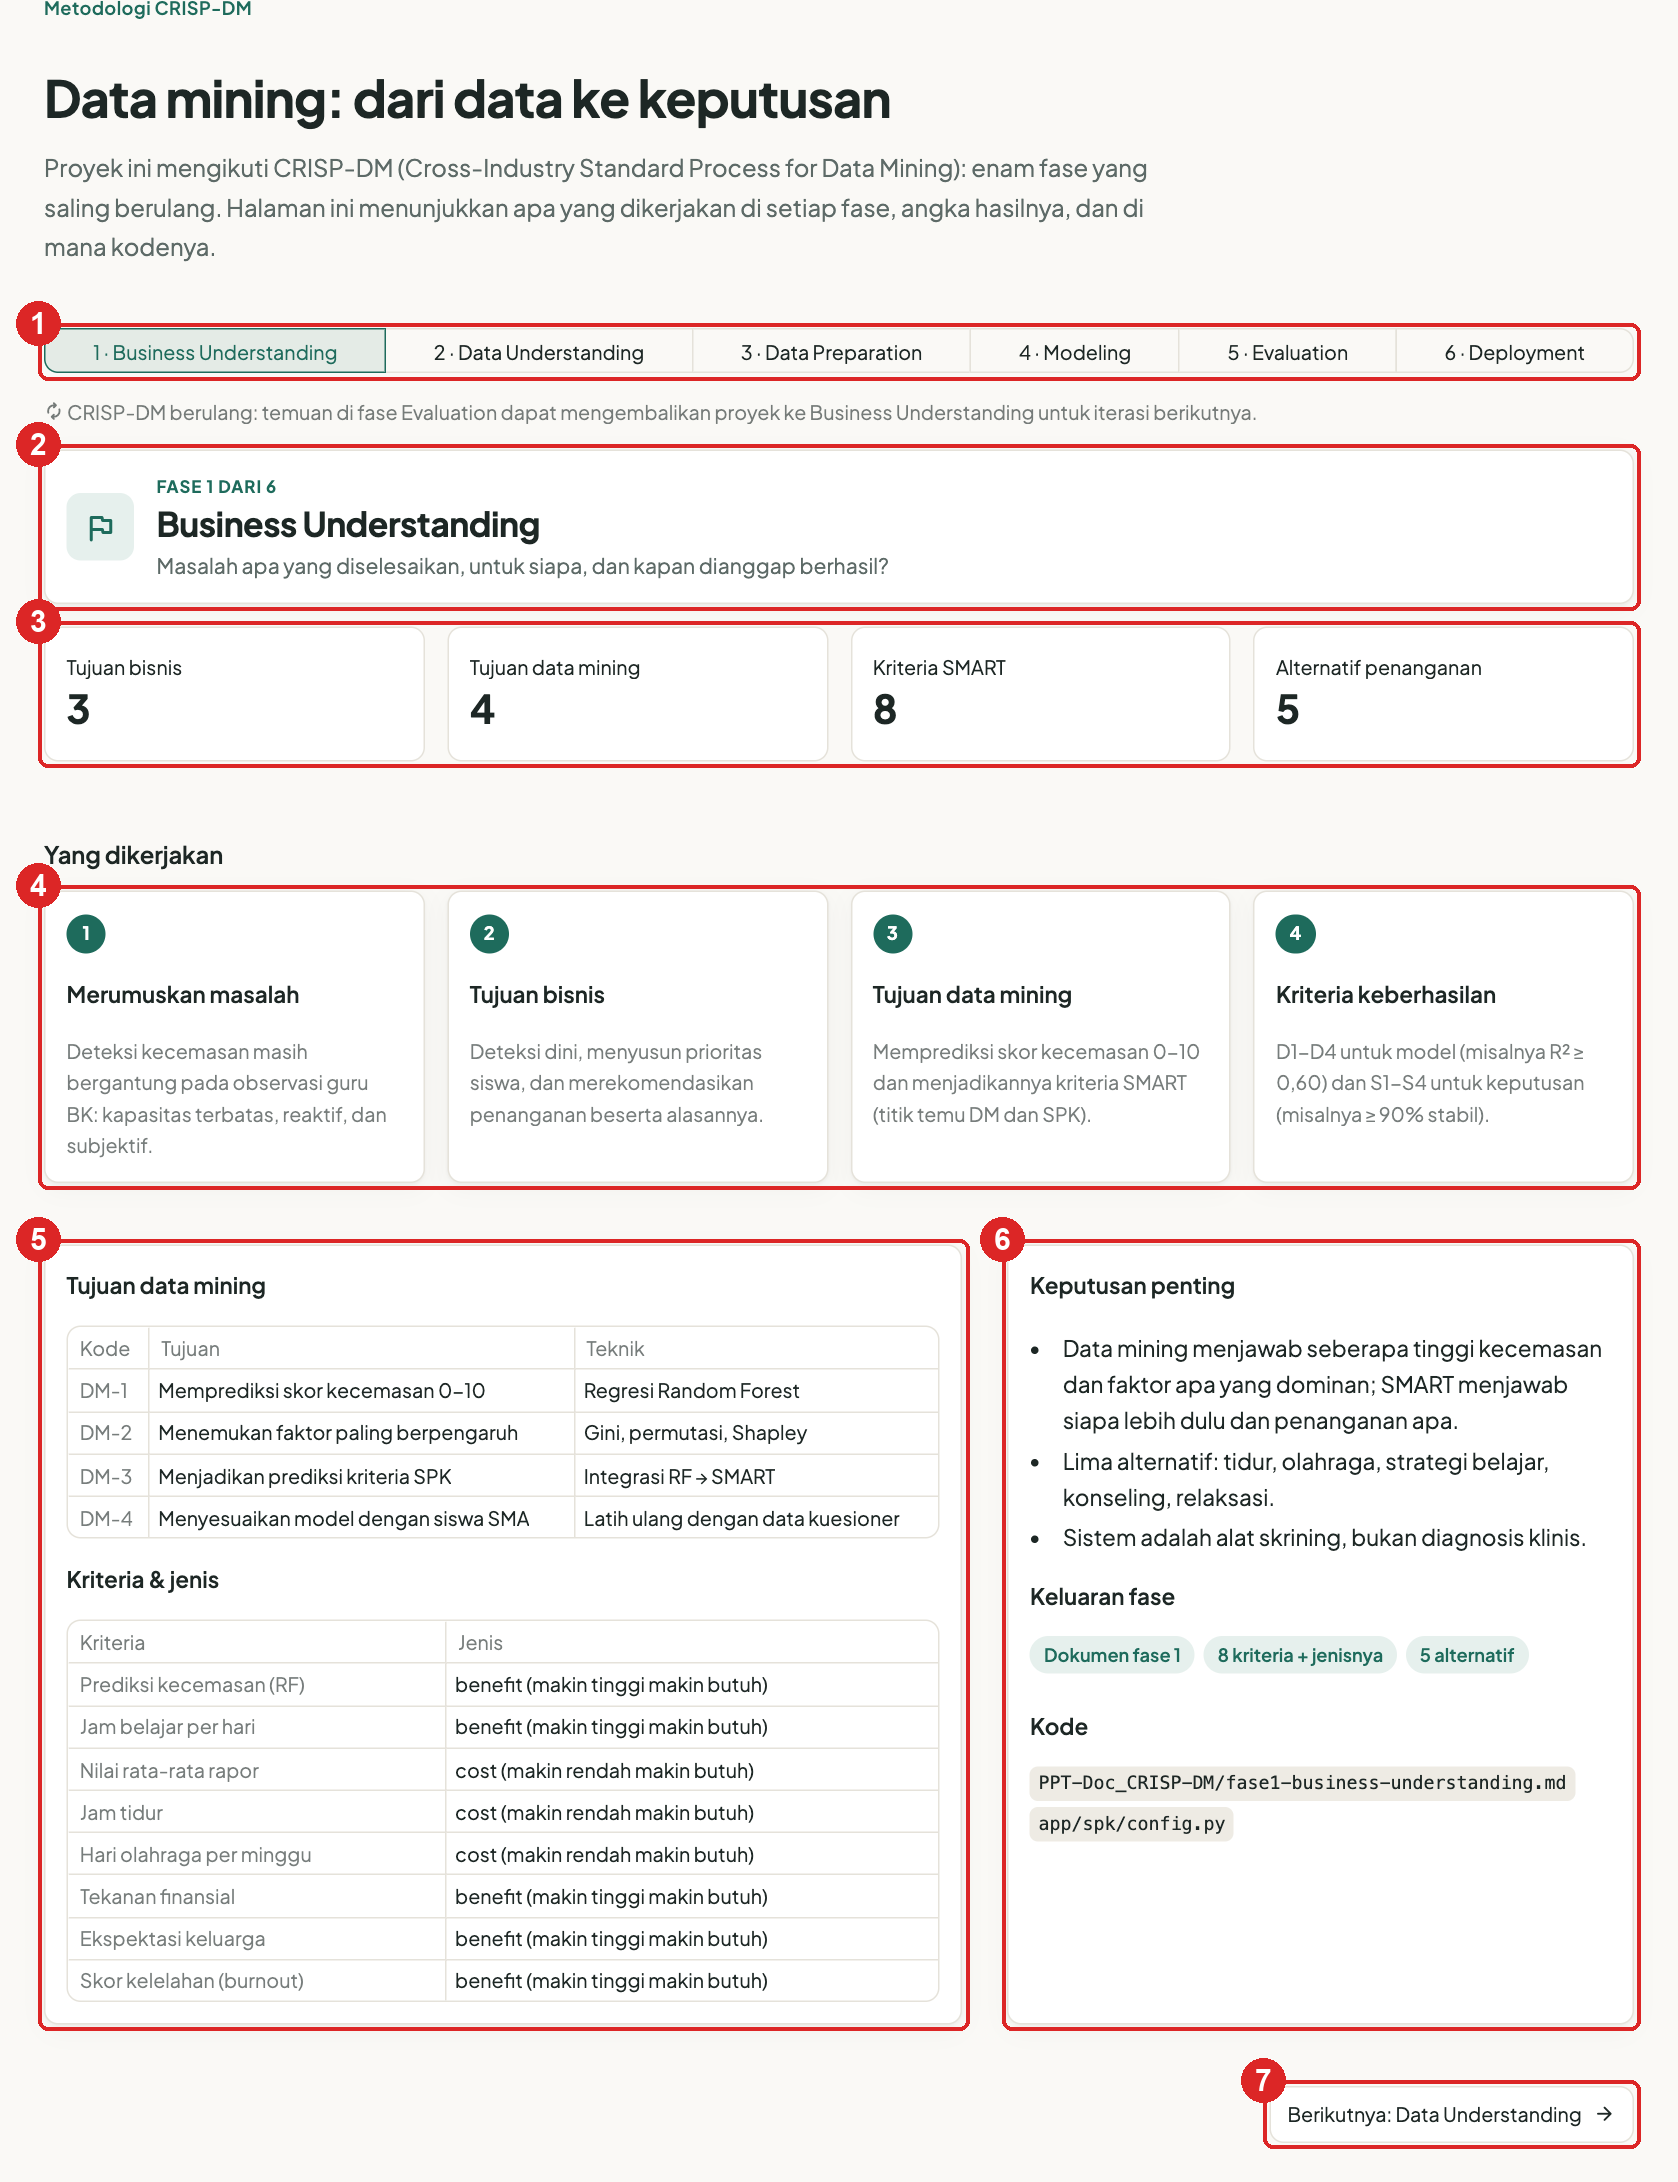 Metodologi CRISP-DM
Data mining: dari data ke keputusan
Proyek ini mengikuti CRISP-DM (Cross-Industry Standard Process for Data Mining): enam fase yang
saling berulang. Halaman ini menunjukkan apa yang dikerjakan di setiap fase, angka hasilnya, dan di
mana kodenya.
1
1 · Business Understanding
2 · Data Understanding
3 · Data Preparation
4 · Modeling
5 · Evaluation
6 · Deployment
CRISP-DM berulang: temuan di fase Evaluation dapat mengembalikan proyek ke Business Understanding untuk iterasi berikutnya.
2
FASE 1 DARI 6
Business Understanding
Masalah apa yang diselesaikan, untuk siapa, dan kapan dianggap berhasil?
3
Tujuan bisnis
3
Tujuan data mining
4
Kriteria SMART
8
Alternatif penanganan
5
Yang dikerjakan
4
1
Merumuskan masalah
Deteksi kecemasan masih
bergantung pada observasi guru
BK: kapasitas terbatas, reaktif, dan
subjektif.
2
Tujuan bisnis
Deteksi dini, menyusun prioritas
siswa, dan merekomendasikan
penanganan beserta alasannya.
3
Tujuan data mining
Memprediksi skor kecemasan 0–10
dan menjadikannya kriteria SMART
(titik temu DM dan SPK).
4
Kriteria keberhasilan
D1–D4 untuk model (misalnya R² ≥
0,60) dan S1–S4 untuk keputusan
(misalnya ≥ 90% stabil).
5
Tujuan data mining
Kode Tujuan Teknik
DM-1 Memprediksi skor kecemasan 0–10 Regresi Random Forest
DM-2 Menemukan faktor paling berpengaruh Gini, permutasi, Shapley
DM-3 Menjadikan prediksi kriteria SPK Integrasi RF → SMART
DM-4 Menyesuaikan model dengan siswa SMA Latih ulang dengan data kuesioner
Kriteria & jenis
Kriteria Jenis
Prediksi kecemasan (RF) benefit (makin tinggi makin butuh)
Jam belajar per hari benefit (makin tinggi makin butuh)
Nilai rata-rata rapor cost (makin rendah makin butuh)
Jam tidur cost (makin rendah makin butuh)
Hari olahraga per minggu cost (makin rendah makin butuh)
Tekanan finansial benefit (makin tinggi makin butuh)
Ekspektasi keluarga benefit (makin tinggi makin butuh)
Skor kelelahan (burnout) benefit (makin tinggi makin butuh)
6
Keputusan penting
• Data mining menjawab seberapa tinggi kecemasan
dan faktor apa yang dominan; SMART menjawab
siapa lebih dulu dan penanganan apa.
• Lima alternatif: tidur, olahraga, strategi belajar,
konseling, relaksasi.
• Sistem adalah alat skrining, bukan diagnosis klinis.
Keluaran fase
Dokumen fase 1
8 kriteria + jenisnya
5 alternatif
Kode
PPT-Doc_CRISP-DM/fase1-business-understanding.md
app/spk/config.py
7
Berikutnya: Data Understanding →